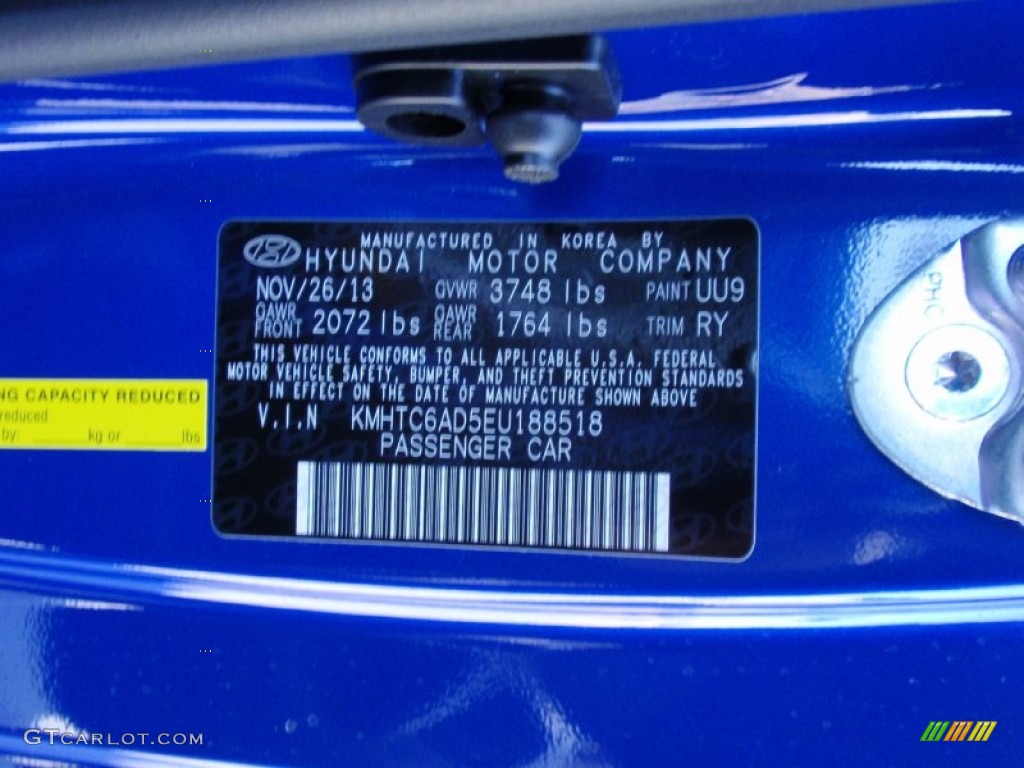 MANUFACTURED IN KOREA BY
HYUNDAI MOTOR COMPANY
NOV/26/13 GVWR 3748 lbs PAINT UU9
GAWR FRONT 2072 lbs GAWR REAR 1764 lbs TRIM RY
THIS VEHICLE CONFORMS TO ALL APPLICABLE U.S.A. FEDERAL
MOTOR VEHICLE SAFETY, BUMPER, AND THEFT PREVENTION STANDARDS
IN EFFECT ON THE DATE OF MANUFACTURE SHOWN ABOVE
V.I.N KMHTC6AD5EU188518
PASSENGER CAR
NG CAPACITY REDUCED
reduced
by: kg or lbs
PHC
GTCARLOT.COM